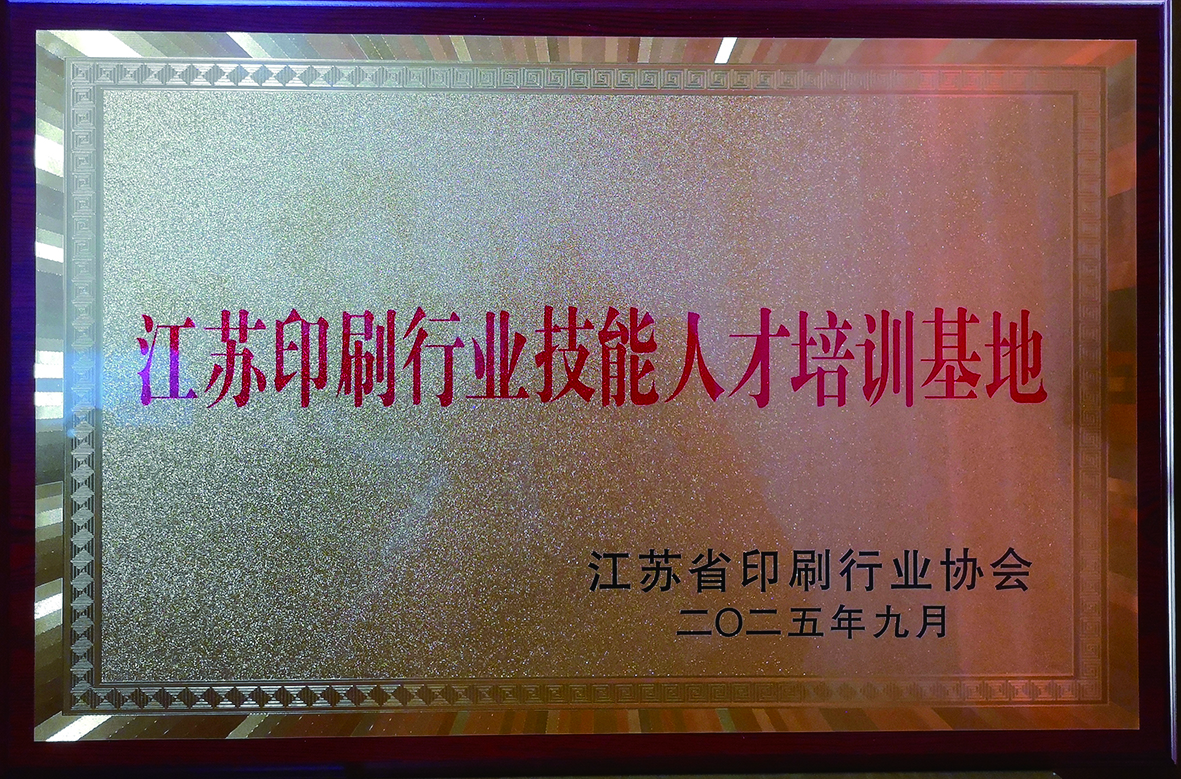 江苏印刷行业技能人才培训基地
江苏省印刷行业协会
二〇二五年九月